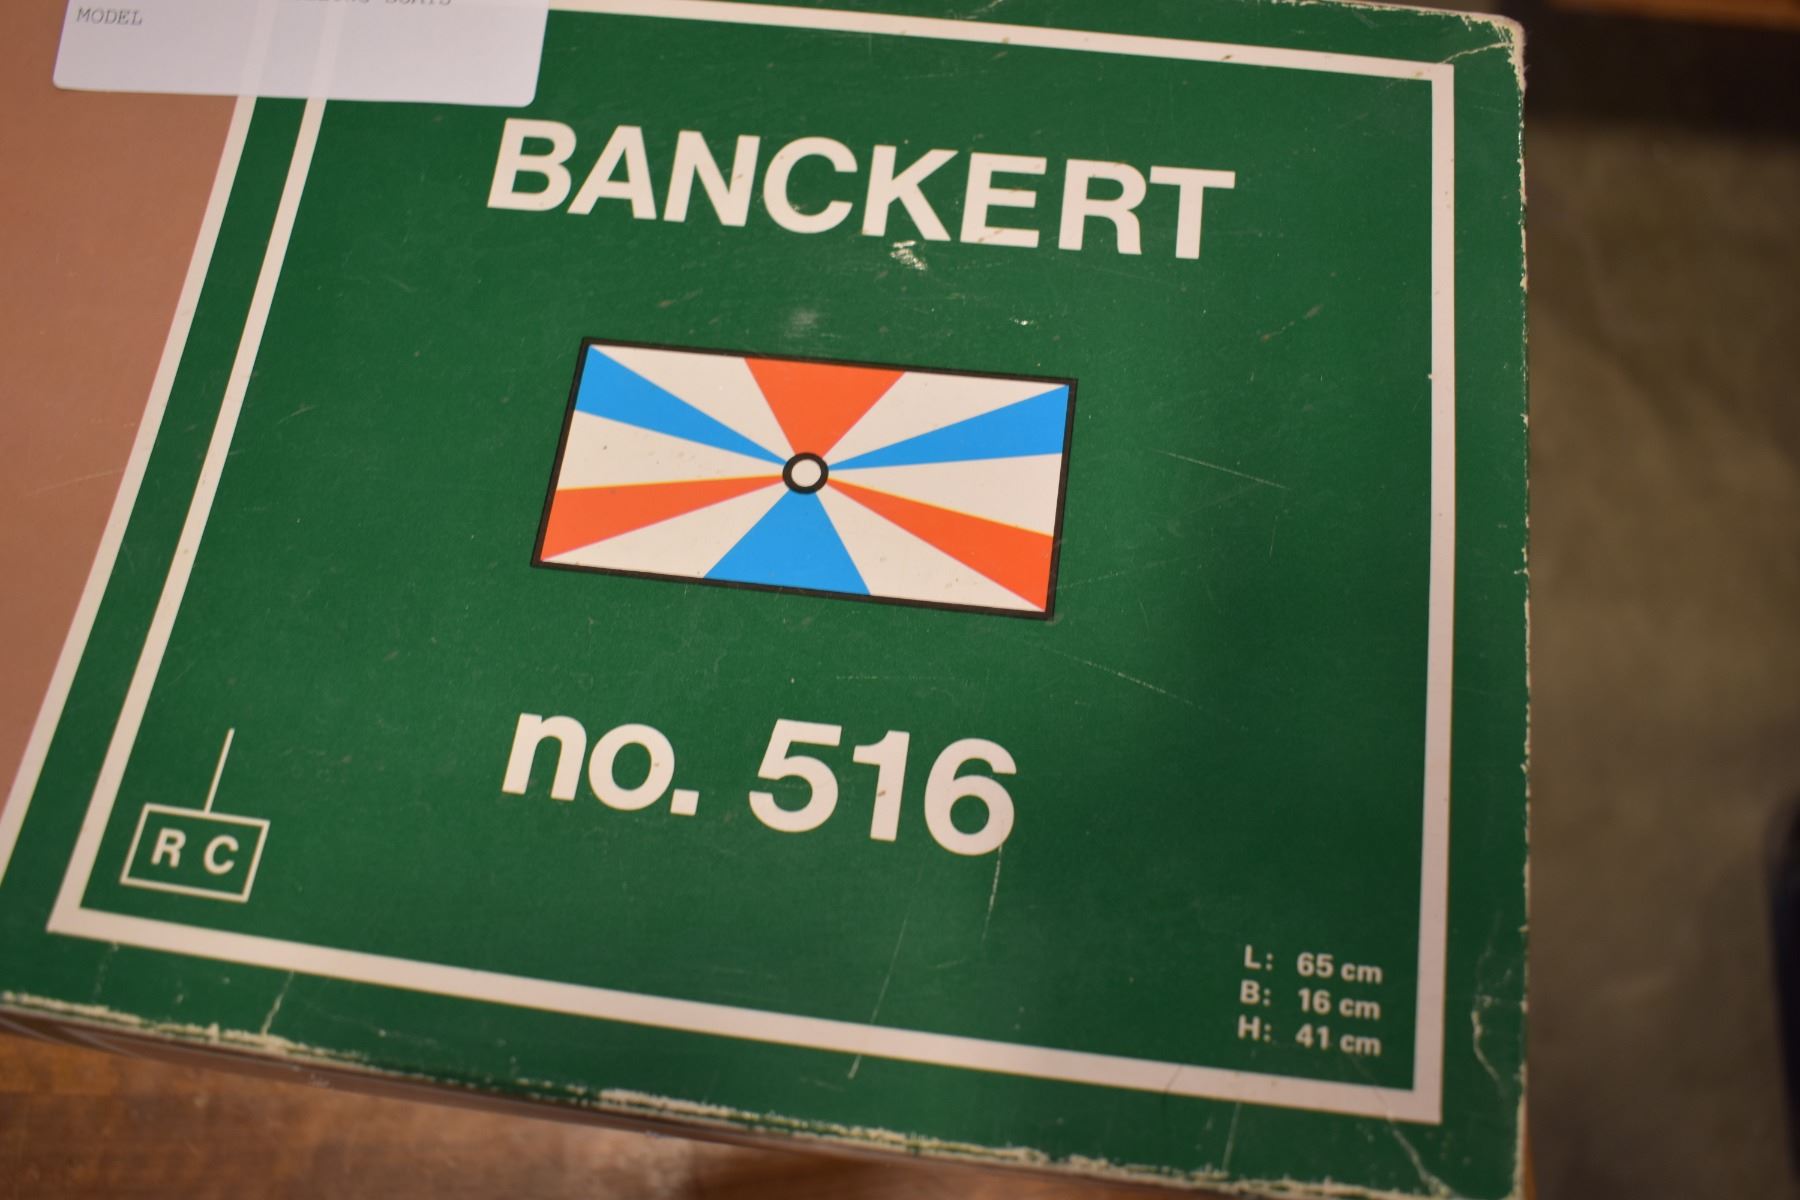 MODEL
BANCKERT
no. 516
R C
L: 65 cm
B: 16 cm
H: 41 cm